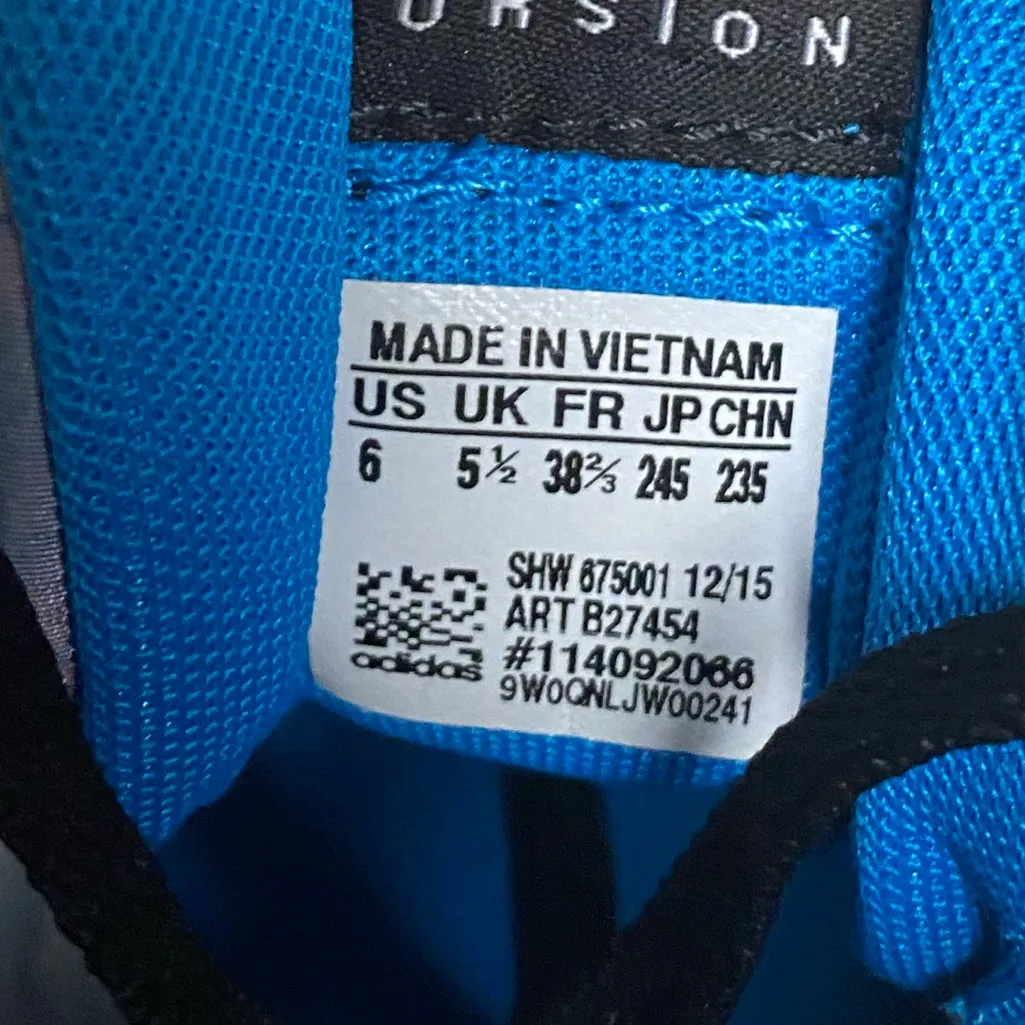 URSION
MADE IN VIETNAM
US UK FR JP CHN
6 5½ 38⅔ 245 235
SHW 675001 12/15
ART B27454
#114092066
adidas
9W0QNLJW00241